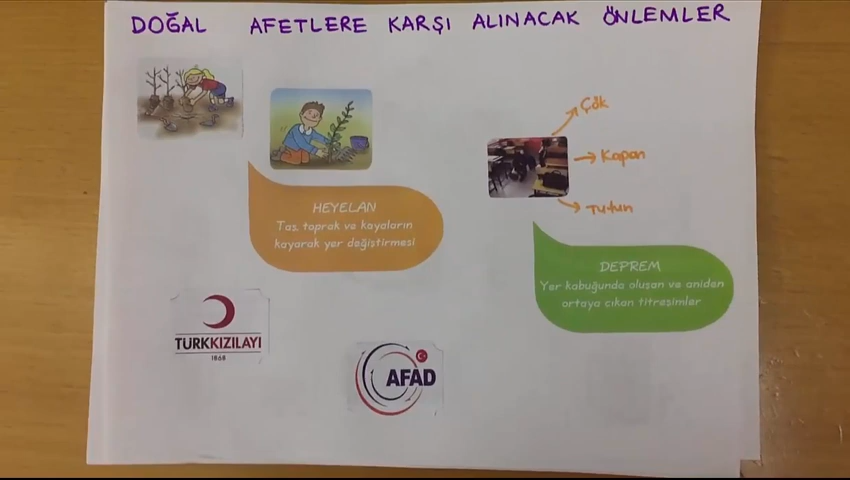 DOĞAL AFETLERE KARŞI ALINACAK ÖNLEMLER
Çök
Kapan
Tutun
HEYELAN
Taş, toprak ve kayaların
kayarak yer değiştirmesi
DEPREM
Yer kabuğunda oluşan ve aniden
ortaya çıkan titreşimler
TÜRKKIZILAYI
1868
AFAD